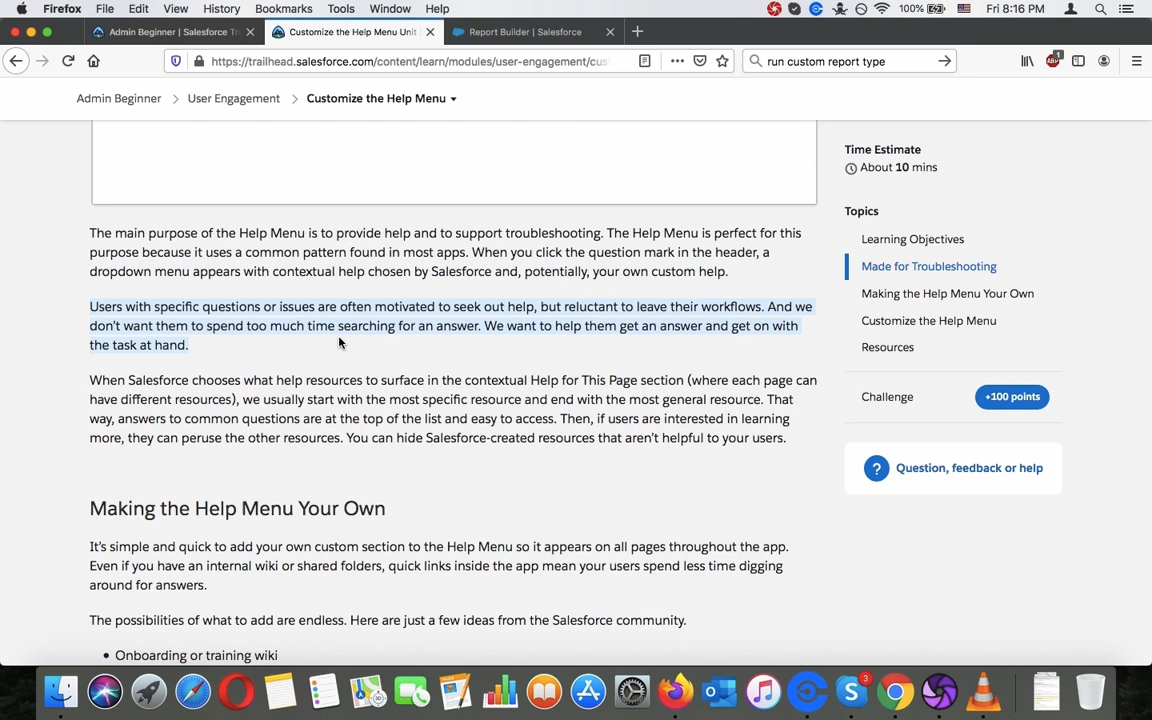 Firefox File Edit View History Bookmarks Tools Window Help 100% Fri 8:16 PM
Admin Beginner | Salesforce Tr
Customize the Help Menu Unit
Report Builder | Salesforce
https://trailhead.salesforce.com/content/learn/modules/user-engagement/cus
run custom report type
1
ABP
Admin Beginner
User Engagement
Customize the Help Menu
The main purpose of the Help Menu is to provide help and to support troubleshooting. The Help Menu is perfect for this
purpose because it uses a common pattern found in most apps. When you click the question mark in the header, a
dropdown menu appears with contextual help chosen by Salesforce and, potentially, your own custom help.
Users with specific questions or issues are often motivated to seek out help, but reluctant to leave their workflows. And we
don't want them to spend too much time searching for an answer. We want to help them get an answer and get on with
the task at hand.
When Salesforce chooses what help resources to surface in the contextual Help for This Page section (where each page can
have different resources), we usually start with the most specific resource and end with the most general resource. That
way, answers to common questions are at the top of the list and easy to access. Then, if users are interested in learning
more, they can peruse the other resources. You can hide Salesforce-created resources that aren't helpful to your users.
Making the Help Menu Your Own
It's simple and quick to add your own custom section to the Help Menu so it appears on all pages throughout the app.
Even if you have an internal wiki or shared folders, quick links inside the app mean your users spend less time digging
around for answers.
The possibilities of what to add are endless. Here are just a few ideas from the Salesforce community.
• Onboarding or training wiki
Time Estimate
About 10 mins
Topics
Learning Objectives
Made for Troubleshooting
Making the Help Menu Your Own
Customize the Help Menu
Resources
Challenge
+100 points
? Question, feedback or help
3